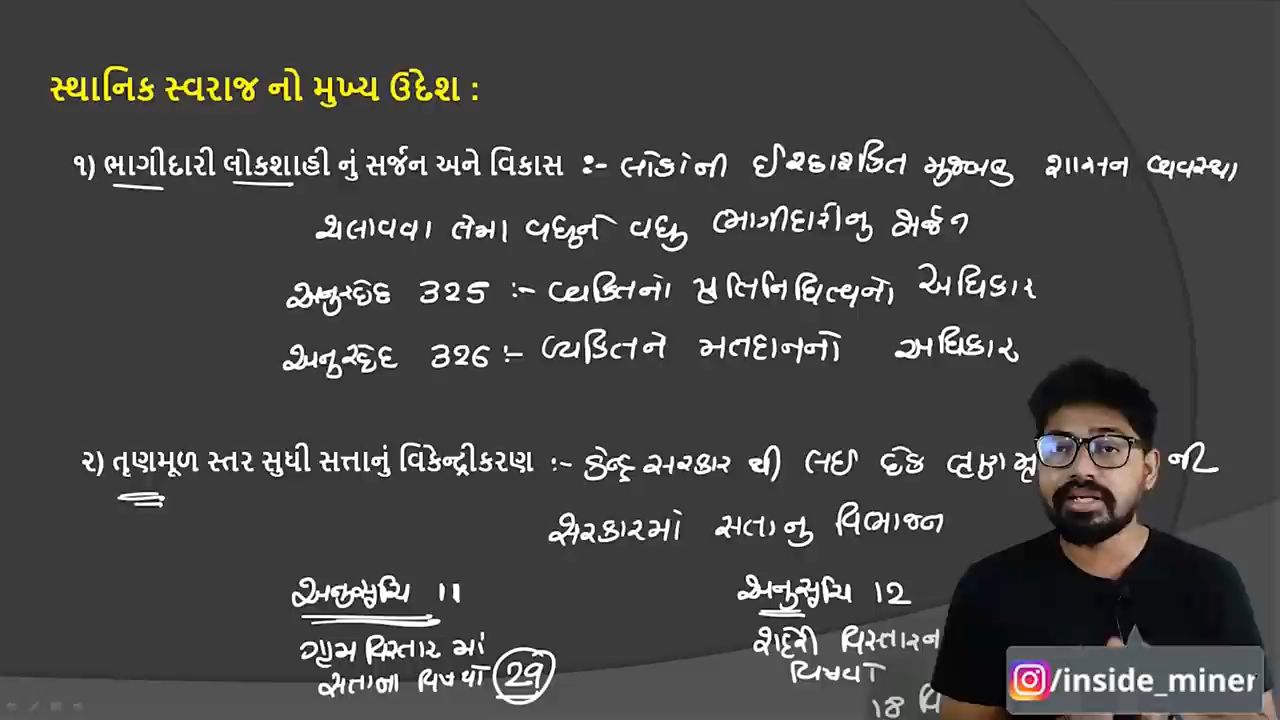 સ્થાનિક સ્વરાજ નો મુખ્ય ઉદેશ :
૧) ભાગીદારી લોકશાહી નું સર્જન અને વિકાસ :- લોકોની ઈચ્છાશક્તિ મુજબનુ શાસન વ્યવસ્થા
ચલાવવા તેમા વધુને વધુ ભાગીદારીનુ સર્જન
અનુચ્છેદ 325 :- વ્યક્તિનો પ્રતિનિધિત્વનો અધિકાર
અનુચ્છેદ 326 :- વ્યક્તિને મતદાનનો અધિકાર
૨) તૃણમૂળ સ્તર સુધી સત્તાનું વિકેન્દ્રીકરણ :- કેન્દ્ર સરકાર થી લઈ છેક તૃણ મૂ ની
સરકારમાં સતાનુ વિભાજન
અનુસૂચિ 11
અનુસૂચિ 12
ગ્રામ વિસ્તાર માં
શહેરી વિસ્તારન
સતાના વિષયો 29
વિષયો
18 વિ
/inside_miner